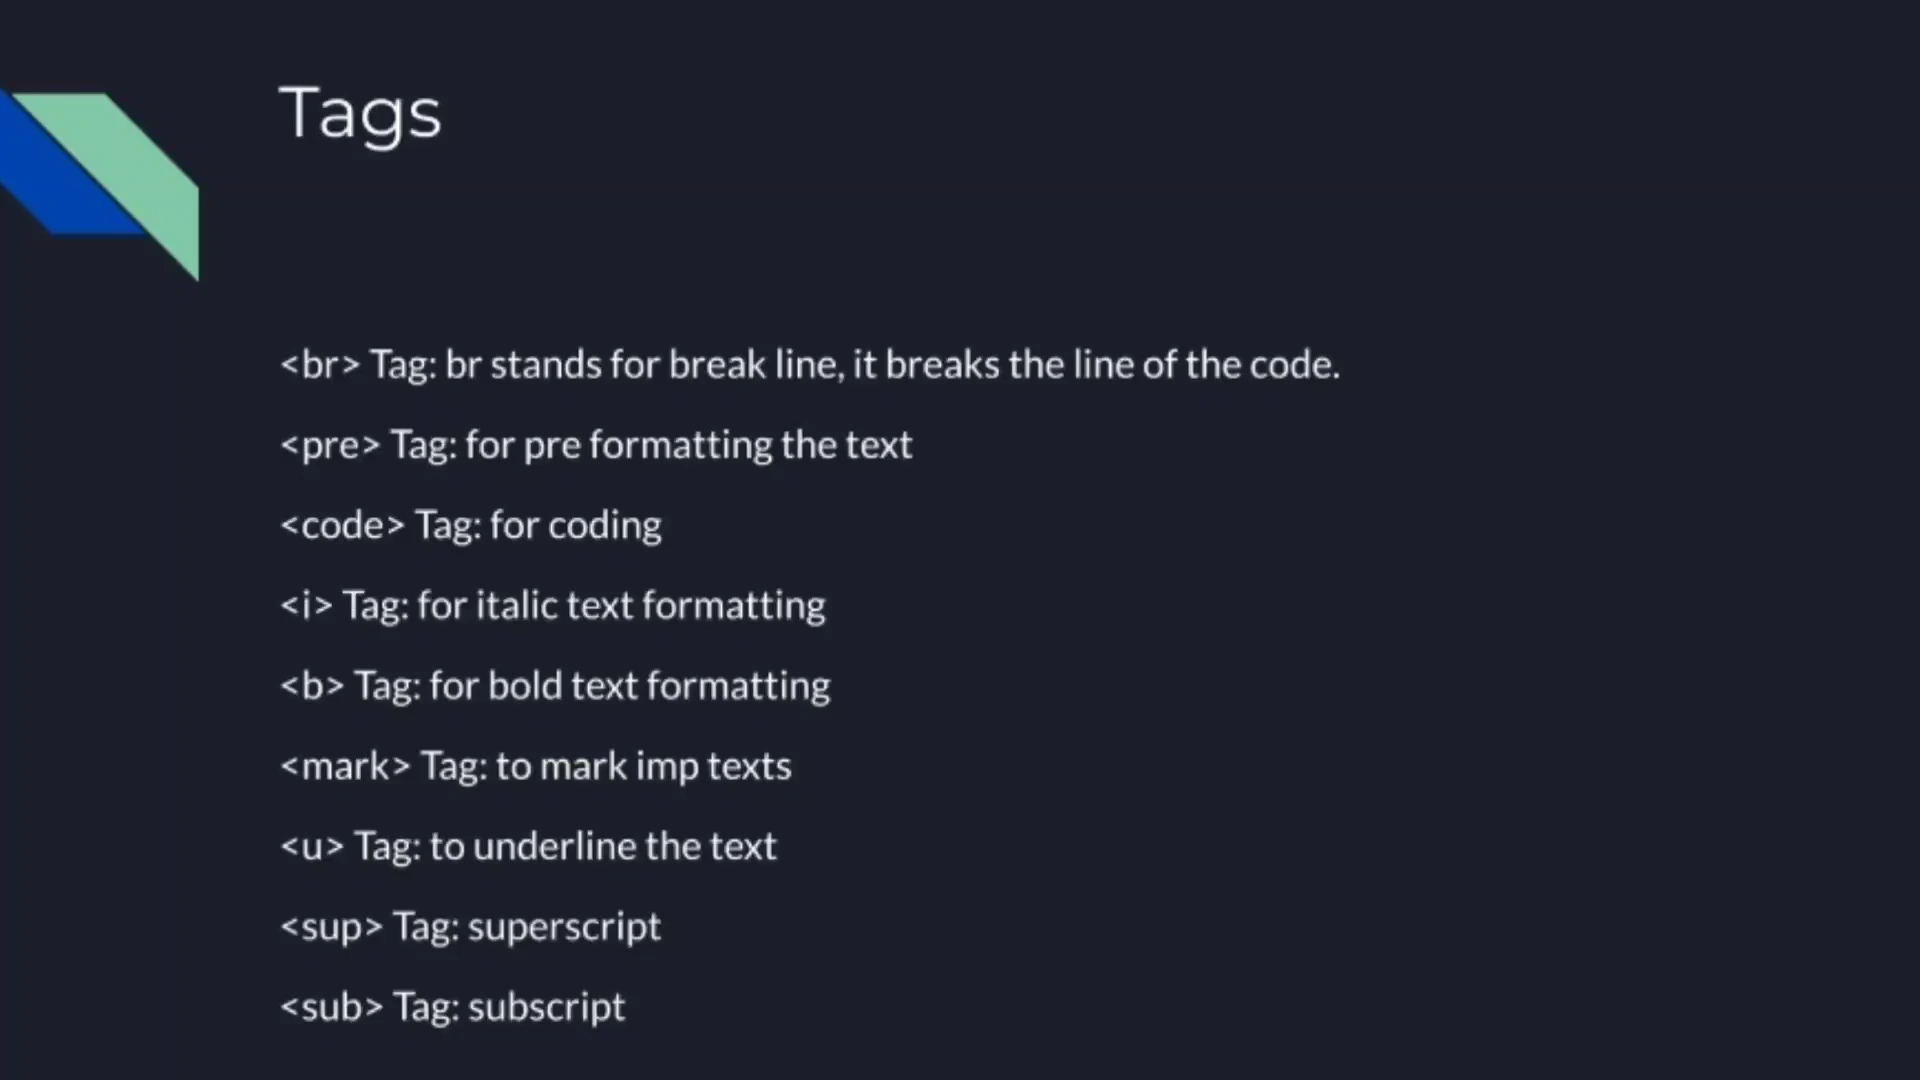 Tags
<br> Tag: br stands for break line, it breaks the line of the code.
<pre> Tag: for pre formatting the text
<code> Tag: for coding
<i> Tag: for italic text formatting
<b> Tag: for bold text formatting
<mark> Tag: to mark imp texts
<u> Tag: to underline the text
<sup> Tag: superscript
<sub> Tag: subscript